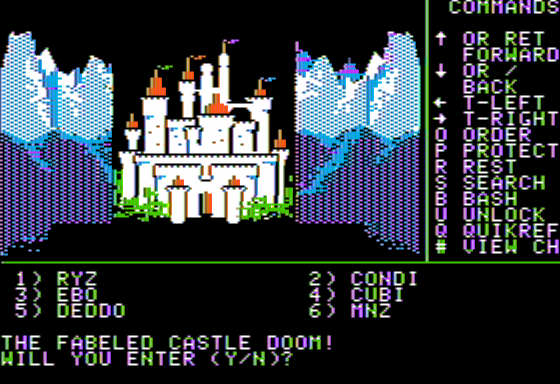 COMMANDS
↑ OR RET
FORWARD
↓ OR /
BACK
← T-LEFT
→ T-RIGHT
O ORDER
P PROTECT
R REST
S SEARCH
B BASH
U UNLOCK
Q QUIKREF
# VIEW CH
1) RYZ 2) CONDI
3) EBO 4) CUBI
5) DEDDO 6) MNZ
THE FABELED CASTLE DOOM!
WILL YOU ENTER (Y/N)?